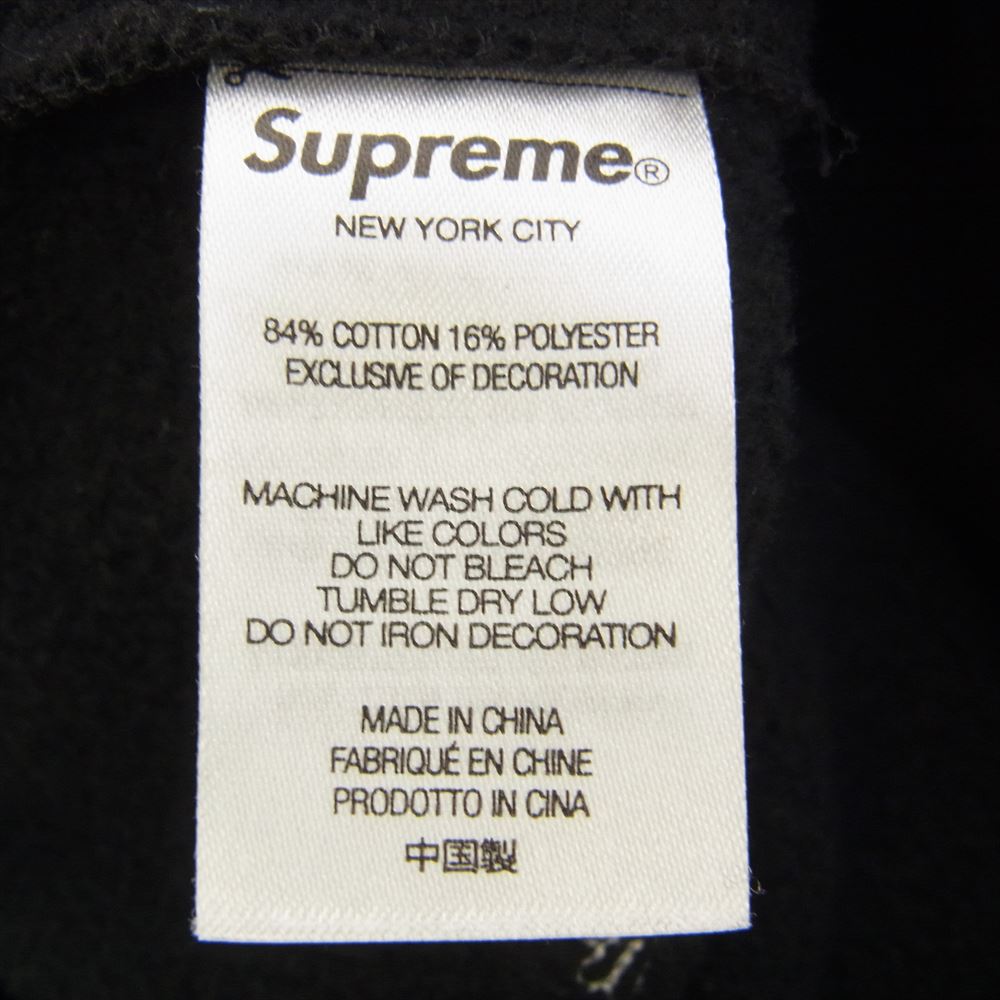 Supreme®
NEW YORK CITY
84% COTTON 16% POLYESTER
EXCLUSIVE OF DECORATION
MACHINE WASH COLD WITH
LIKE COLORS
DO NOT BLEACH
TUMBLE DRY LOW
DO NOT IRON DECORATION
MADE IN CHINA
FABRIQUÉ EN CHINE
PRODOTTO IN CINA
中国製